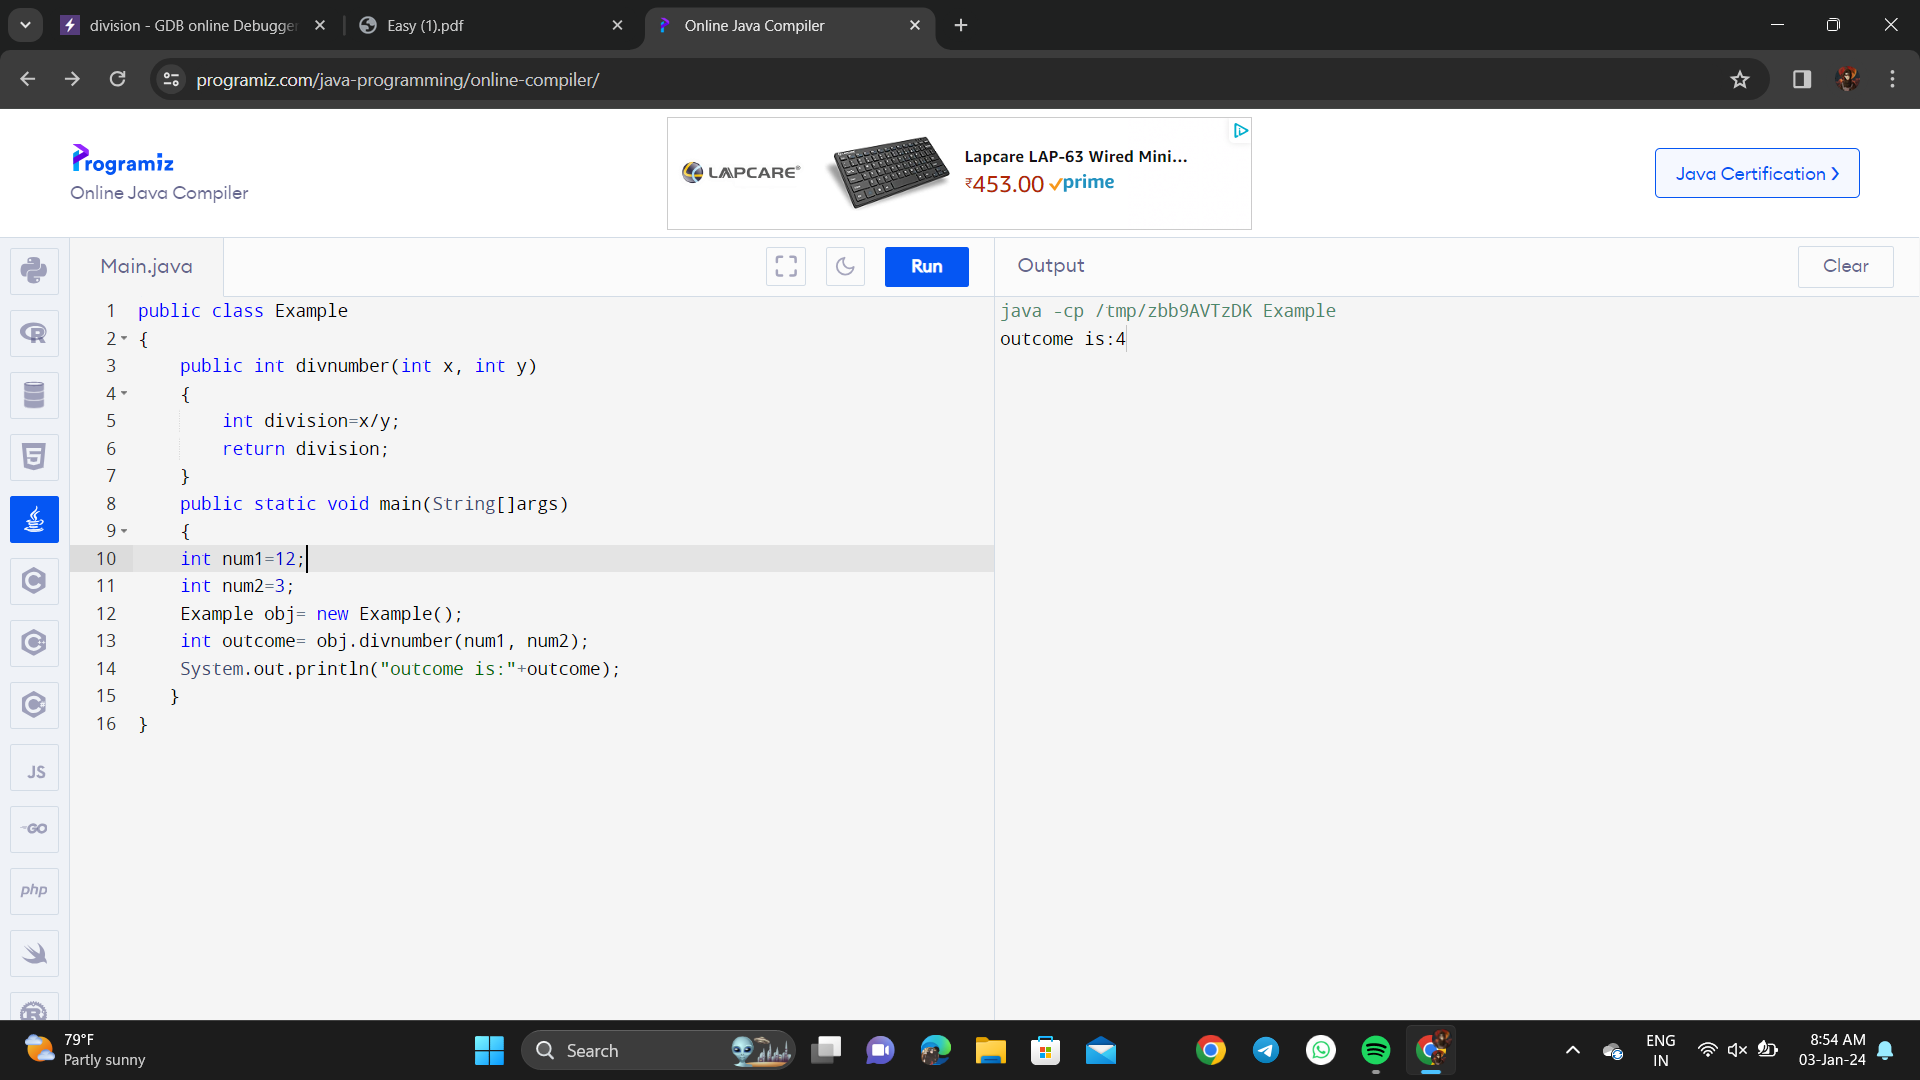 division - GDB online Debugger
Easy (1).pdf
Online Java Compiler
programiz.com/java-programming/online-compiler/
Programiz
Online Java Compiler
LAPCARE
Lapcare LAP-63 Wired Mini...
₹453.00 prime
Java Certification
Main.java
Run
Output
Clear
1 public class Example
2 {
3 public int divnumber(int x, int y)
4 {
5 int division=x/y;
6 return division;
7 }
8 public static void main(String[]args)
9 {
10 int num1=12;
11 int num2=3;
12 Example obj= new Example();
13 int outcome= obj.divnumber(num1, num2);
14 System.out.println("outcome is:"+outcome);
15 }
16 }
java -cp /tmp/zbb9AVTzDK Example
outcome is:4
R
5
C
C
C
JS
GO
php
R
79°F
Partly sunny
Search
ENG
IN
8:54 AM
03-Jan-24